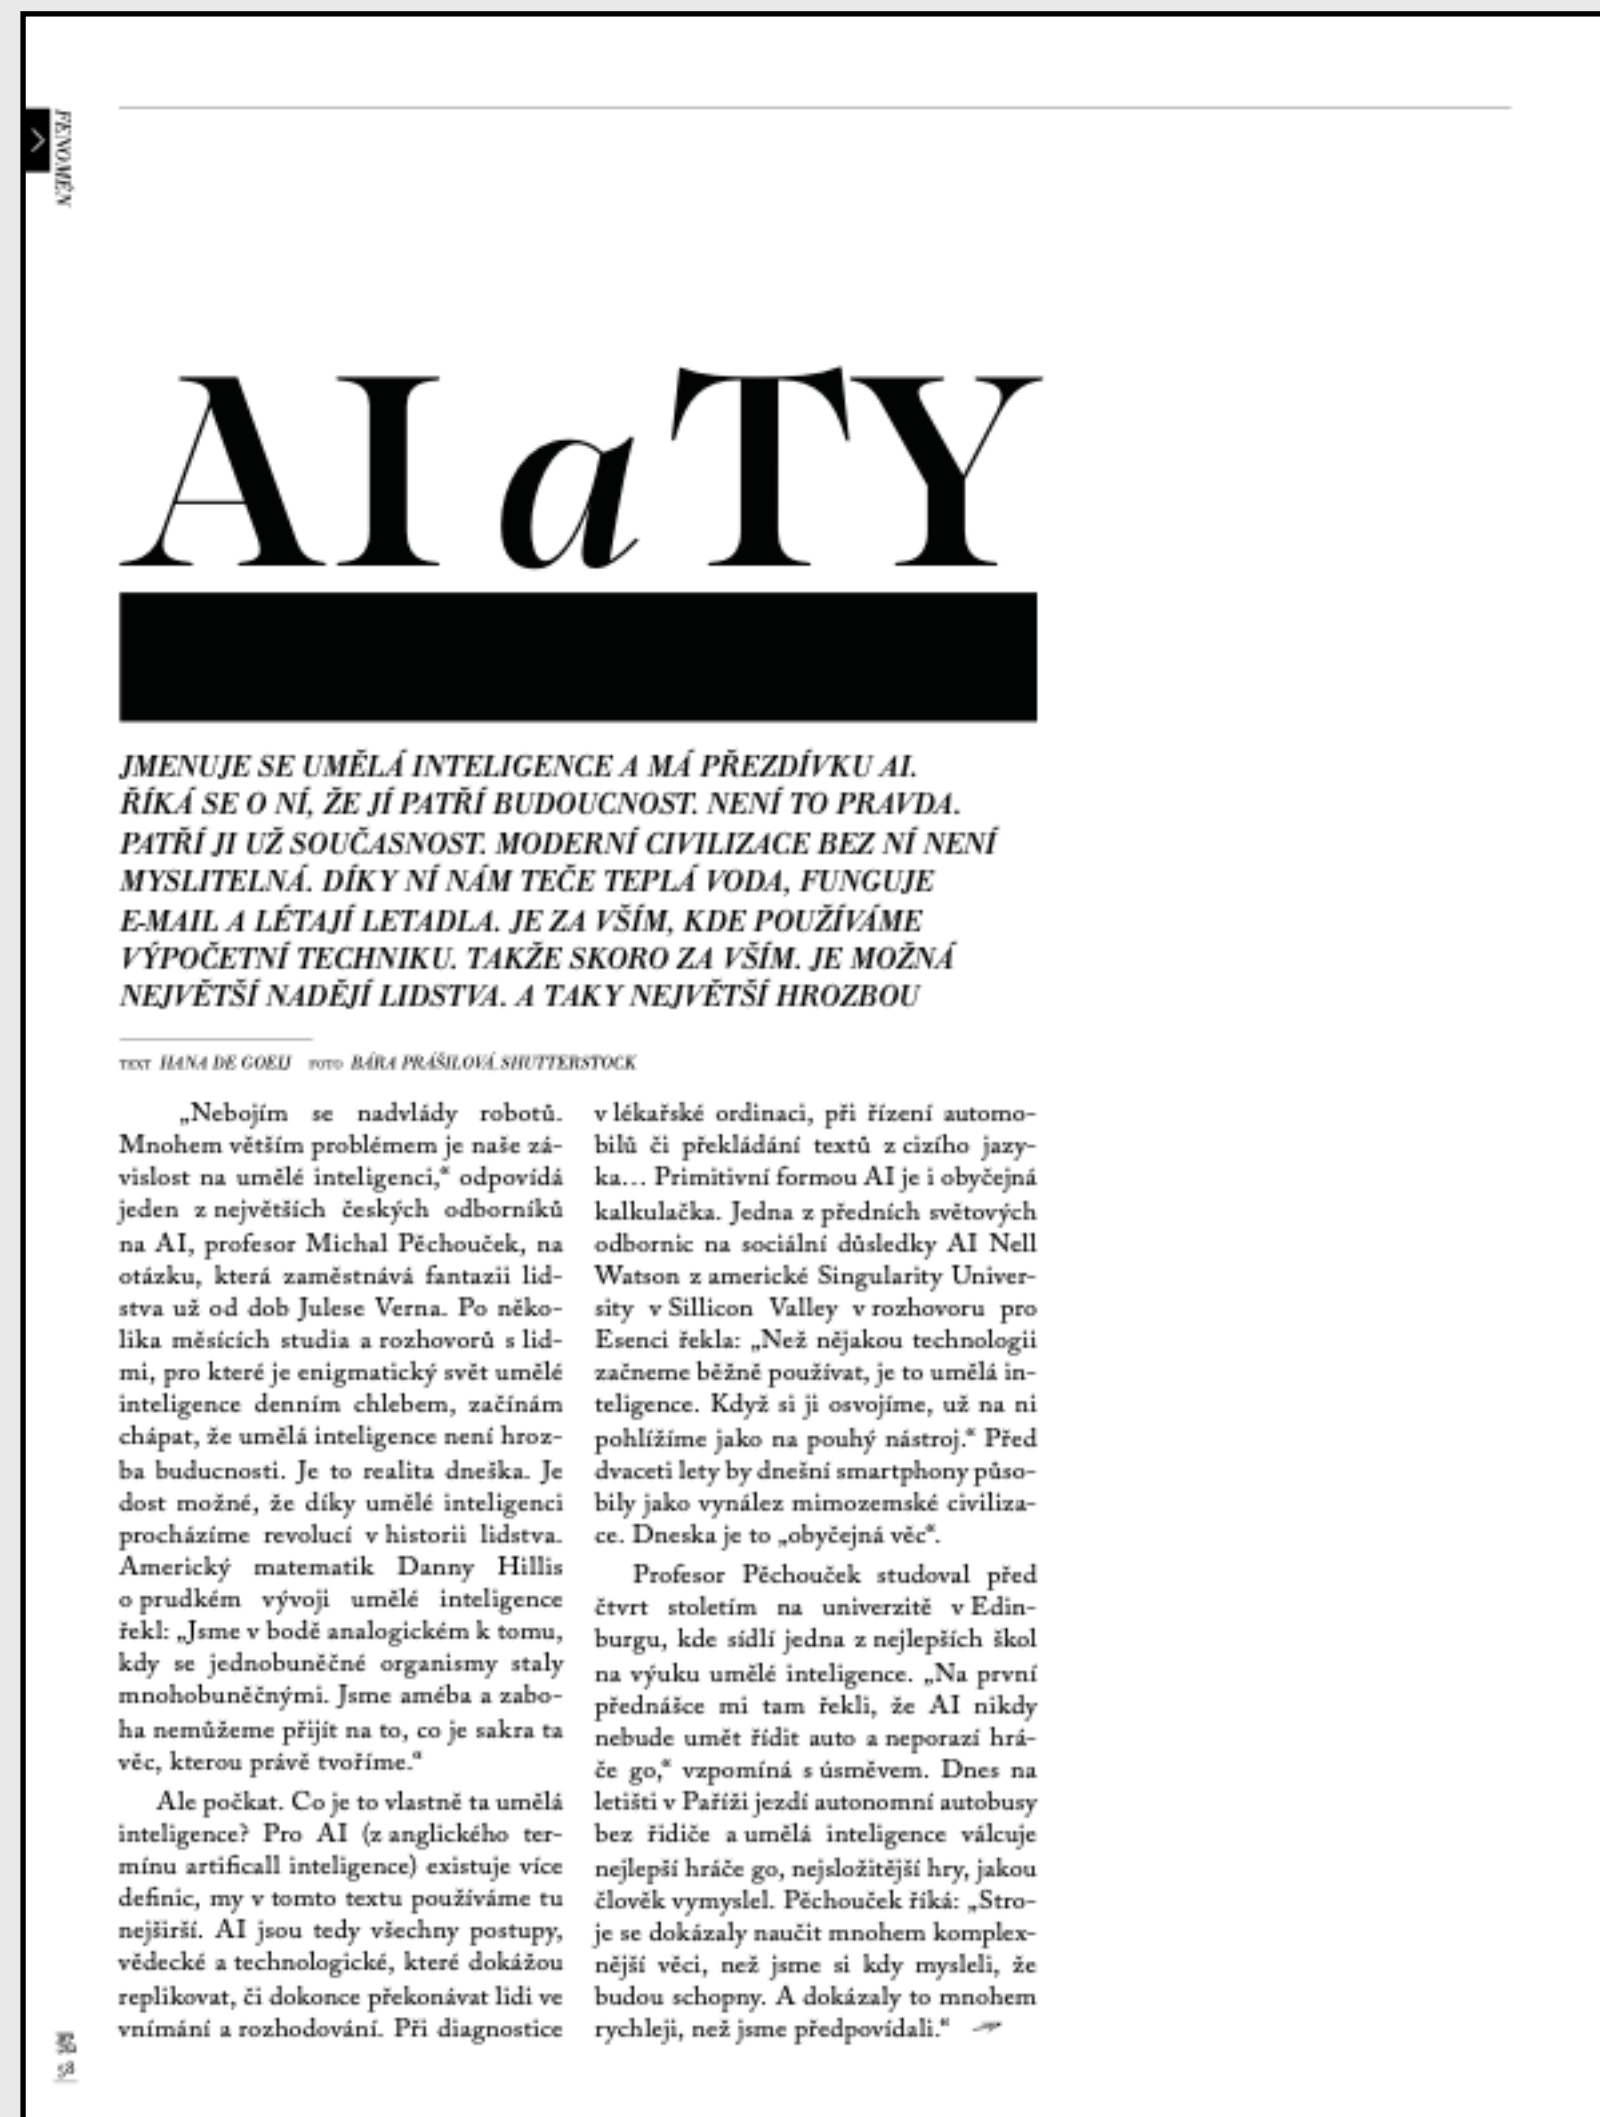 FENOMÉN
AI a TY
JMENUJE SE UMĚLÁ INTELIGENCE A MÁ PŘEZDÍVKU AI.
ŘÍKÁ SE O NÍ, ŽE JÍ PATŘÍ BUDOUCNOST. NENÍ TO PRAVDA.
PATŘÍ JI UŽ SOUČASNOST. MODERNÍ CIVILIZACE BEZ NÍ NENÍ
MYSLITELNÁ. DÍKY NÍ NÁM TEČE TEPLÁ VODA, FUNGUJE
E-MAIL A LÉTAJÍ LETADLA. JE ZA VŠÍM, KDE POUŽÍVÁME
VÝPOČETNÍ TECHNIKU. TAKŽE SKORO ZA VŠÍM. JE MOŽNÁ
NEJVĚTŠÍ NADĚJÍ LIDSTVA. A TAKY NEJVĚTŠÍ HROZBOU
TEXT HANA DE GOEIJ FOTO BÁRA PRÁŠILOVÁ, SHUTTERSTOCK
„Nebojím se nadvlády robotů.
Mnohem větším problémem je naše zá-
vislost na umělé inteligenci,“ odpovídá
jeden z největších českých odborníků
na AI, profesor Michal Pěchouček, na
otázku, která zaměstnává fantazii lid-
stva už od dob Julese Verna. Po něko-
lika měsících studia a rozhovorů s lid-
mi, pro které je enigmatický svět umělé
inteligence denním chlebem, začínám
chápat, že umělá inteligence není hroz-
ba buducnosti. Je to realita dneška. Je
dost možné, že díky umělé inteligenci
procházíme revolucí v historii lidstva.
Americký matematik Danny Hillis
o prudkém vývoji umělé inteligence
řekl: „Jsme v bodě analogickém k tomu,
kdy se jednobuněčné organismy staly
mnohobuněčnými. Jsme améba a zabo-
ha nemůžeme přijít na to, co je sakra ta
věc, kterou právě tvoříme.“
Ale počkat. Co je to vlastně ta umělá
inteligence? Pro AI (z anglického ter-
mínu artificall inteligence) existuje více
definic, my v tomto textu používáme tu
nejširší. AI jsou tedy všechny postupy,
vědecké a technologické, které dokážou
replikovat, či dokonce překonávat lidi ve
vnímání a rozhodování. Při diagnostice
v lékařské ordinaci, při řízení automo-
bilů či překládání textů z cizího jazy-
ka… Primitivní formou AI je i obyčejná
kalkulačka. Jedna z předních světových
odbornic na sociální důsledky AI Nell
Watson z americké Singularity Univer-
sity v Sillicon Valley v rozhovoru pro
Esenci řekla: „Než nějakou technologii
začneme běžně používat, je to umělá in-
teligence. Když si ji osvojíme, už na ni
pohlížíme jako na pouhý nástroj.“ Před
dvaceti lety by dnešní smartphony půso-
bily jako vynález mimozemské civiliza-
ce. Dneska je to „obyčejná věc“.
Profesor Pěchouček studoval před
čtvrt stoletím na univerzitě v Edin-
burgu, kde sídlí jedna z nejlepších škol
na výuku umělé inteligence. „Na první
přednášce mi tam řekli, že AI nikdy
nebude umět řídit auto a neporazí hrá-
če go,“ vzpomíná s úsměvem. Dnes na
letišti v Paříži jezdí autonomní autobusy
bez řidiče a umělá inteligence válcuje
nejlepší hráče go, nejsložitější hry, jakou
člověk vymyslel. Pěchouček říká: „Stro-
je se dokázaly naučit mnohem komplex-
nější věci, než jsme si kdy mysleli, že
budou schopny. A dokázaly to mnohem
rychleji, než jsme předpovídali.“
58